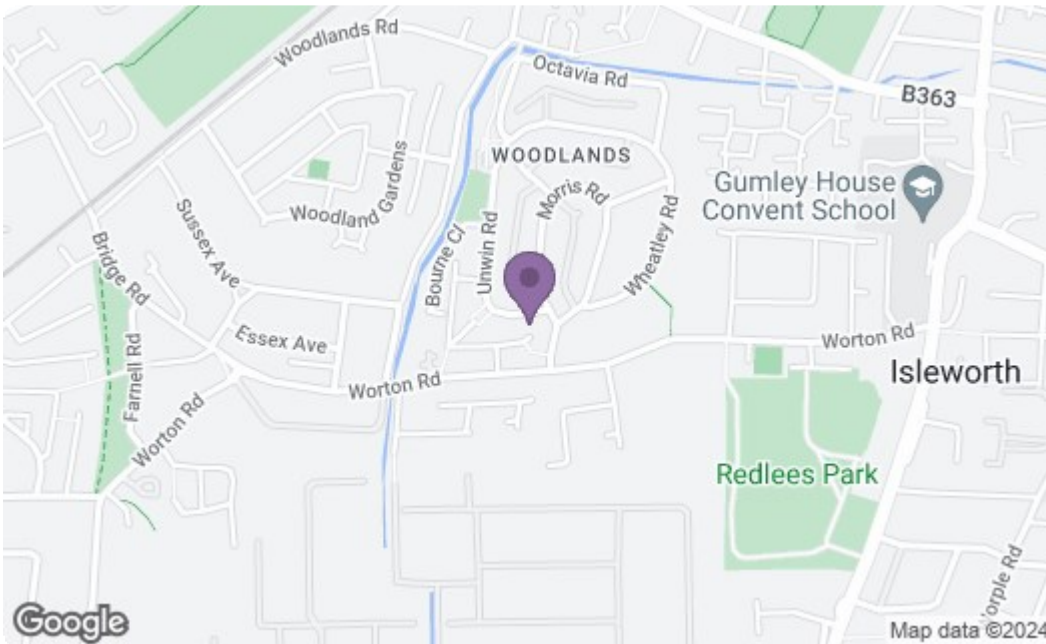 Woodlands Rd
Octavia Rd
B363
WOODLANDS
Gumley House
Convent School
Morris Rd
Woodland Gardens
Sussex Ave
Unwin Rd
Wheatley Rd
Bourne Cl
Bridge Rd
Essex Ave
Farnell Rd
Worton Rd
Worton Rd
Isleworth
Worton Rd
Redlees Park
Google
Map data ©2024